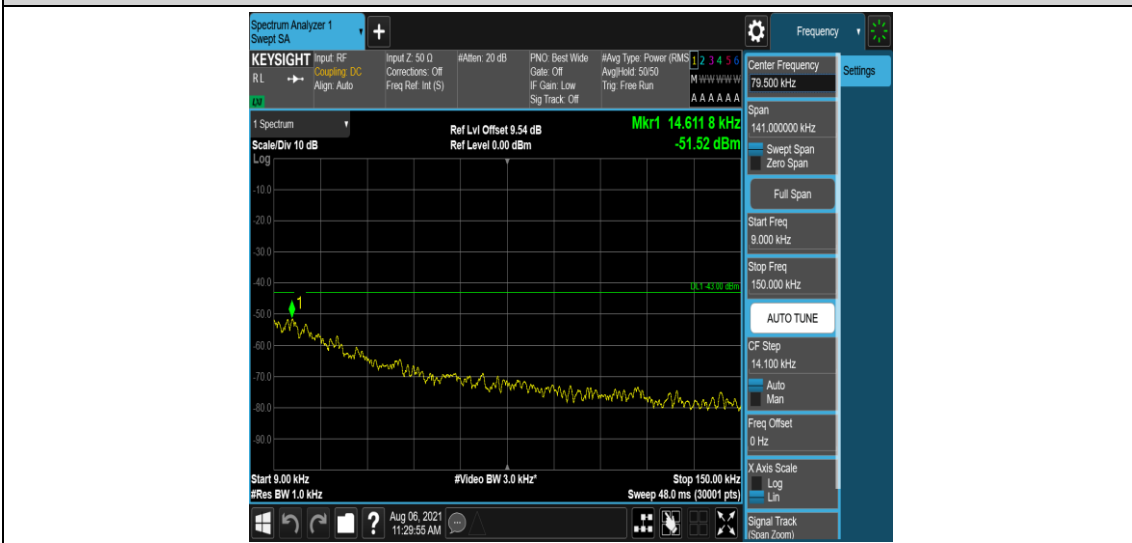 Spectrum Analyzer 1
Swept SA
+
Frequency
KEYSIGHT
Input: RF
Coupling: DC
Align: Auto
Input Z: 50 Ω
Corrections: Off
Freq Ref: Int (S)
#Atten: 20 dB
PNO: Best Wide
Gate: Off
IF Gain: Low
Sig Track: Off
#Avg Type: Power (RMS
Avg|Hold: 50/50
Trig: Free Run
1 2 3 4 5 6
M W W W W W
A A A A A A
R L
LXI
Center Frequency
79.500 kHz
Settings
1 Spectrum
Scale/Div 10 dB
Ref Lvl Offset 9.54 dB
Ref Level 0.00 dBm
Mkr1 14.611 8 kHz
-51.52 dBm
Span
141.000000 kHz
Swept Span
Zero Span
Full Span
Start Freq
9.000 kHz
Stop Freq
150.000 kHz
AUTO TUNE
CF Step
14.100 kHz
Auto
Man
Freq Offset
0 Hz
X Axis Scale
Log
Lin
Signal Track
(Span Zoom)
Log
-10.0
-20.0
-30.0
-40.0
DL1 -43.00 dBm
1
-50.0
-60.0
-70.0
-80.0
-90.0
Start 9.00 kHz
#Video BW 3.0 kHz*
Stop 150.00 kHz
#Res BW 1.0 kHz
Sweep 48.0 ms (30001 pts)
?
Aug 06, 2021
11:29:55 AM